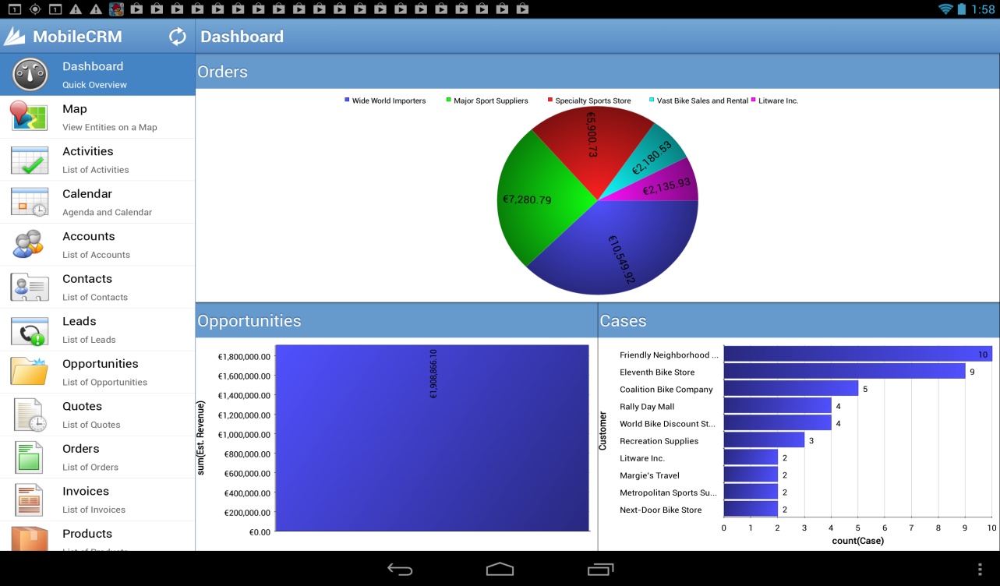 1 1 1:58
MobileCRM
Dashboard
Dashboard
Quick Overview
Map
View Entities on a Map
Activities
List of Activities
Calendar
Agenda and Calendar
Accounts
List of Accounts
Contacts
List of Contacts
Leads
List of Leads
Opportunities
List of Opportunities
Quotes
List of Quotes
Orders
List of Orders
Invoices
List of Invoices
Products
List of Products
Orders
Wide World Importers Major Sport Suppliers Specialty Sports Store Vast Bike Sales and Rental Litware Inc.
€5,900.73
€2,180.53
€2,135.93
€7,280.79
€10,549.92
Opportunities
sum(Est. Revenue)
€1,800,000.00
€1,600,000.00
€1,400,000.00
€1,200,000.00
€1,000,000.00
€800,000.00
€600,000.00
€400,000.00
€200,000.00
€0.00
€1,908,866.10
Cases
Customer
Friendly Neighborhood ... 10
Eleventh Bike Store 9
Coalition Bike Company 5
Rally Day Mall 4
World Bike Discount St... 4
Recreation Supplies 3
Litware Inc. 2
Margie's Travel 2
Metropolitan Sports Su... 2
Next-Door Bike Store 2
0 1 2 3 4 5 6 7 8 9 10
count(Case)